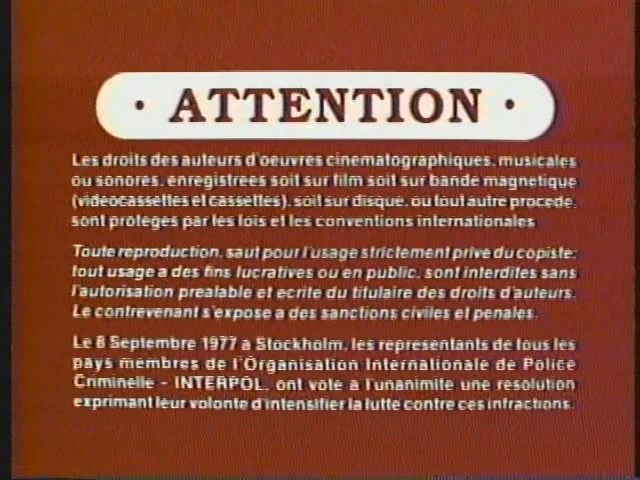 · ATTENTION ·
Les droits des auteurs d'oeuvres cinematographiques, musicales
ou sonores, enregistrees soit sur film soit sur bande magnetique
(videocassettes et cassettes), soit sur disque, ou tout autre procede,
sont proteges par les lois et les conventions internationales.
Toute reproduction, sauf pour l'usage strictement prive du copiste;
tout usage a des fins lucratives ou en public, sont interdites sans
l'autorisation prealable et ecrite du titulaire des droits d'auteurs.
Le contrevenant s'expose a des sanctions civiles et penales.
Le 8 Septembre 1977 a Stockholm, les representants de tous les
pays membres de l'Organisation Internationale de Police
Criminelle - INTERPOL, ont vote a l'unanimite une resolution
exprimant leur volonte d'intensifier la lutte contre ces infractions.